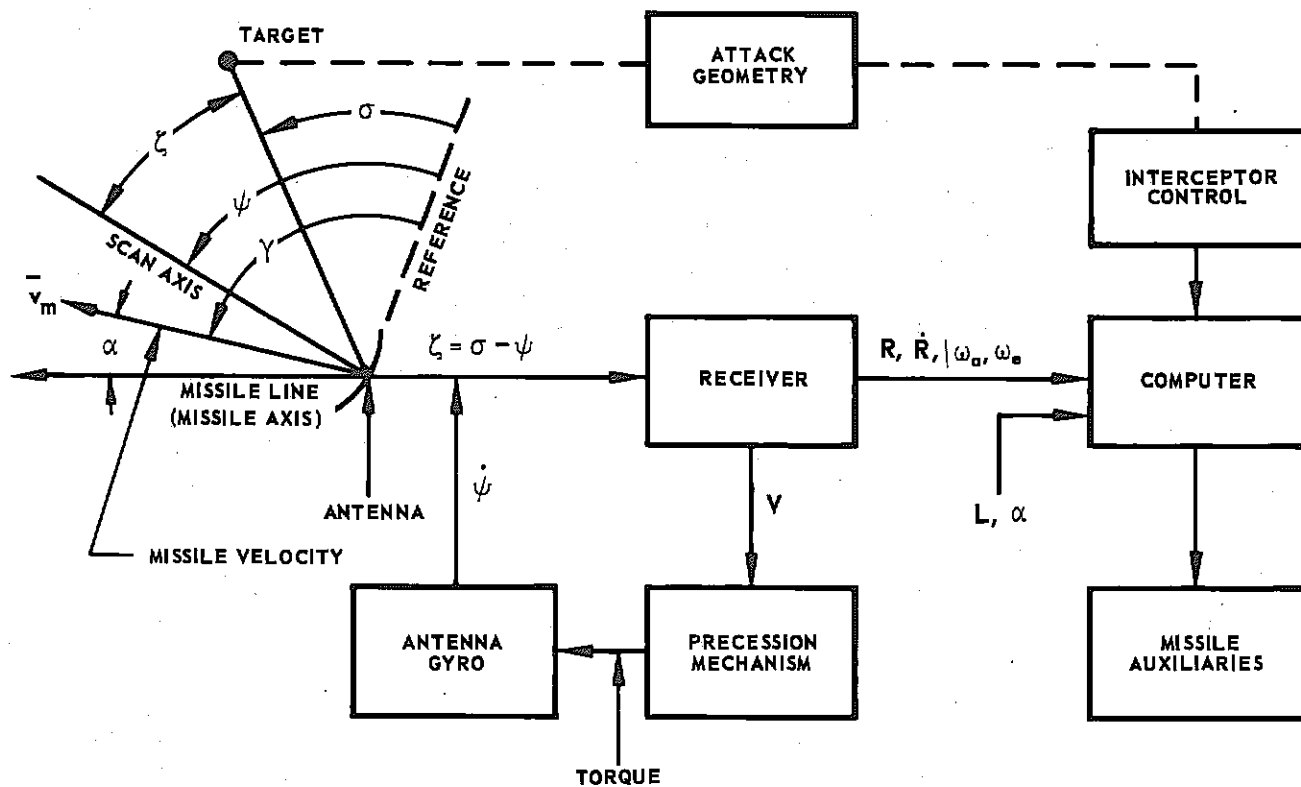 TARGET
ATTACK
GEOMETRY
σ
ζ
INTERCEPTOR
CONTROL
ψ
REFERENCE
γ
SCAN AXIS
v̅ₘ
α
ζ = σ − ψ
RECEIVER
R, Ṙ, |ωₐ, ωₑ
COMPUTER
MISSILE LINE
(MISSILE AXIS)
ψ̇
V
ANTENNA
L, α
MISSILE VELOCITY
ANTENNA
GYRO
PRECESSION
MECHANISM
MISSILE
AUXILIARIES
TORQUE